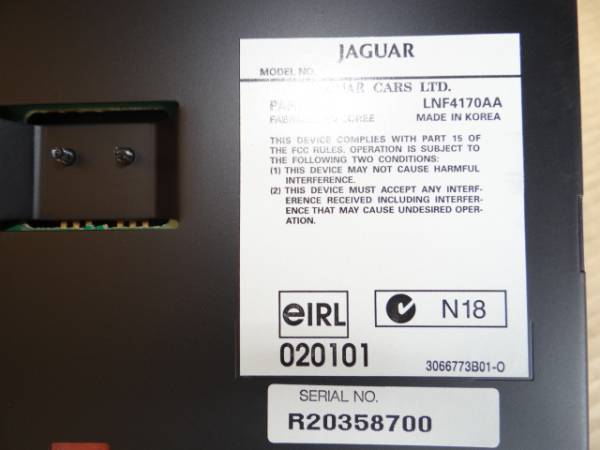 JAGUAR
MODEL NO.
CARS LTD.
LNF4170AA
MADE IN KOREA
THIS DEVICE COMPLIES WITH PART 15 OF
THE FCC RULES. OPERATION IS SUBJECT TO
THE FOLLOWING TWO CONDITIONS:
(1) THIS DEVICE MAY NOT CAUSE HARMFUL
INTERFERENCE.
(2) THIS DEVICE MUST ACCEPT ANY INTERF-
ERENCE RECEIVED INCLUDING INTERFER-
ENCE THAT MAY CAUSE UNDESIRED OPER-
ATION.
eIRL
N18
020101
3066773B01-O
SERIAL NO.
R20358700